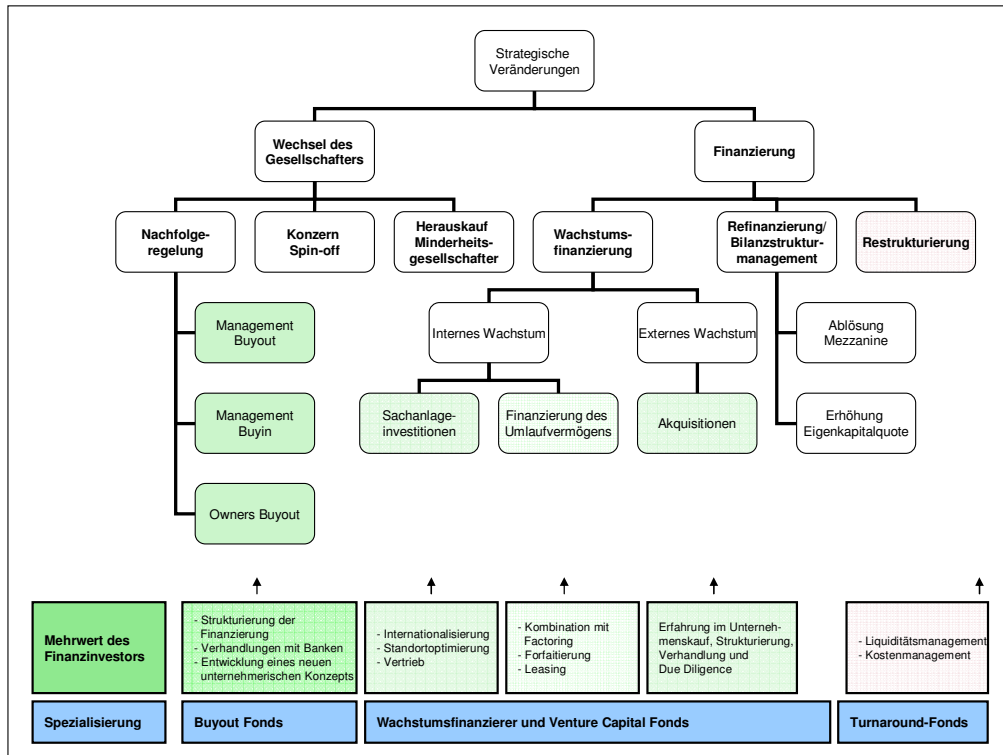 Strategische
Veränderungen
Wechsel des
Gesellschafters
Finanzierung
Nachfolge-
regelung
Konzern
Spin-off
Herauskauf
Minderheits-
gesellschafter
Wachstums-
finanzierung
Refinanzierung/
Bilanzstruktur-
management
Restrukturierung
Management
Buyout
Internes Wachstum
Externes Wachstum
Ablösung
Mezzanine
Management
Buyin
Sachanlage-
investitionen
Finanzierung des
Umlaufvermögens
Akquisitionen
Erhöhung
Eigenkapitalquote
Owners Buyout
Mehrwert des
Finanzinvestors
- Strukturierung der
Finanzierung
- Verhandlungen mit Banken
- Entwicklung eines neuen
unternehmerischen Konzepts
- Internationalisierung
- Standortoptimierung
- Vertrieb
- Kombination mit
Factoring
- Forfaitierung
- Leasing
Erfahrung im Unterneh-
menskauf, Strukturierung,
Verhandlung und
Due Diligence
- Liquiditätsmanagement
- Kostenmanagement
Spezialisierung
Buyout Fonds
Wachstumsfinanzierer und Venture Capital Fonds
Turnaround-Fonds